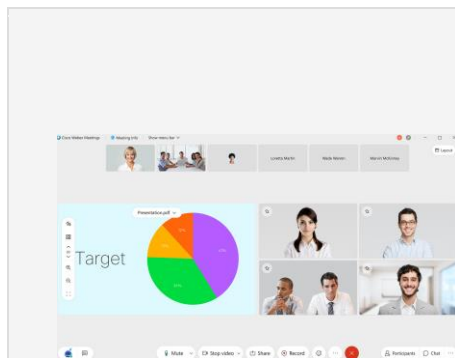 Cisco Webex Meetings Meeting Info Show menu bar
Layout
Loretta Martin
Wade Warren
Marvin McKinney
Presentation.pdf
Target
Mute Stop video Share Record Participants Chat